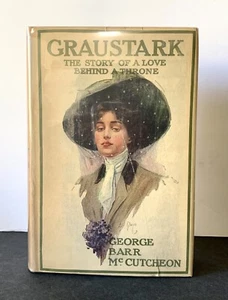 GRAUSTARK
THE STORY OF A LOVE
BEHIND A THRONE
GEORGE
BARR
MCCUTCHEON